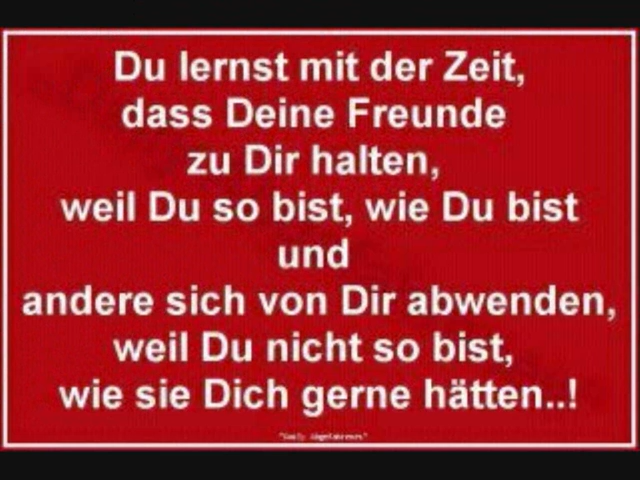 Du lernst mit der Zeit,
dass Deine Freunde
zu Dir halten,
weil Du so bist, wie Du bist
und
andere sich von Dir abwenden,
weil Du nicht so bist,
wie sie Dich gerne hätten..!